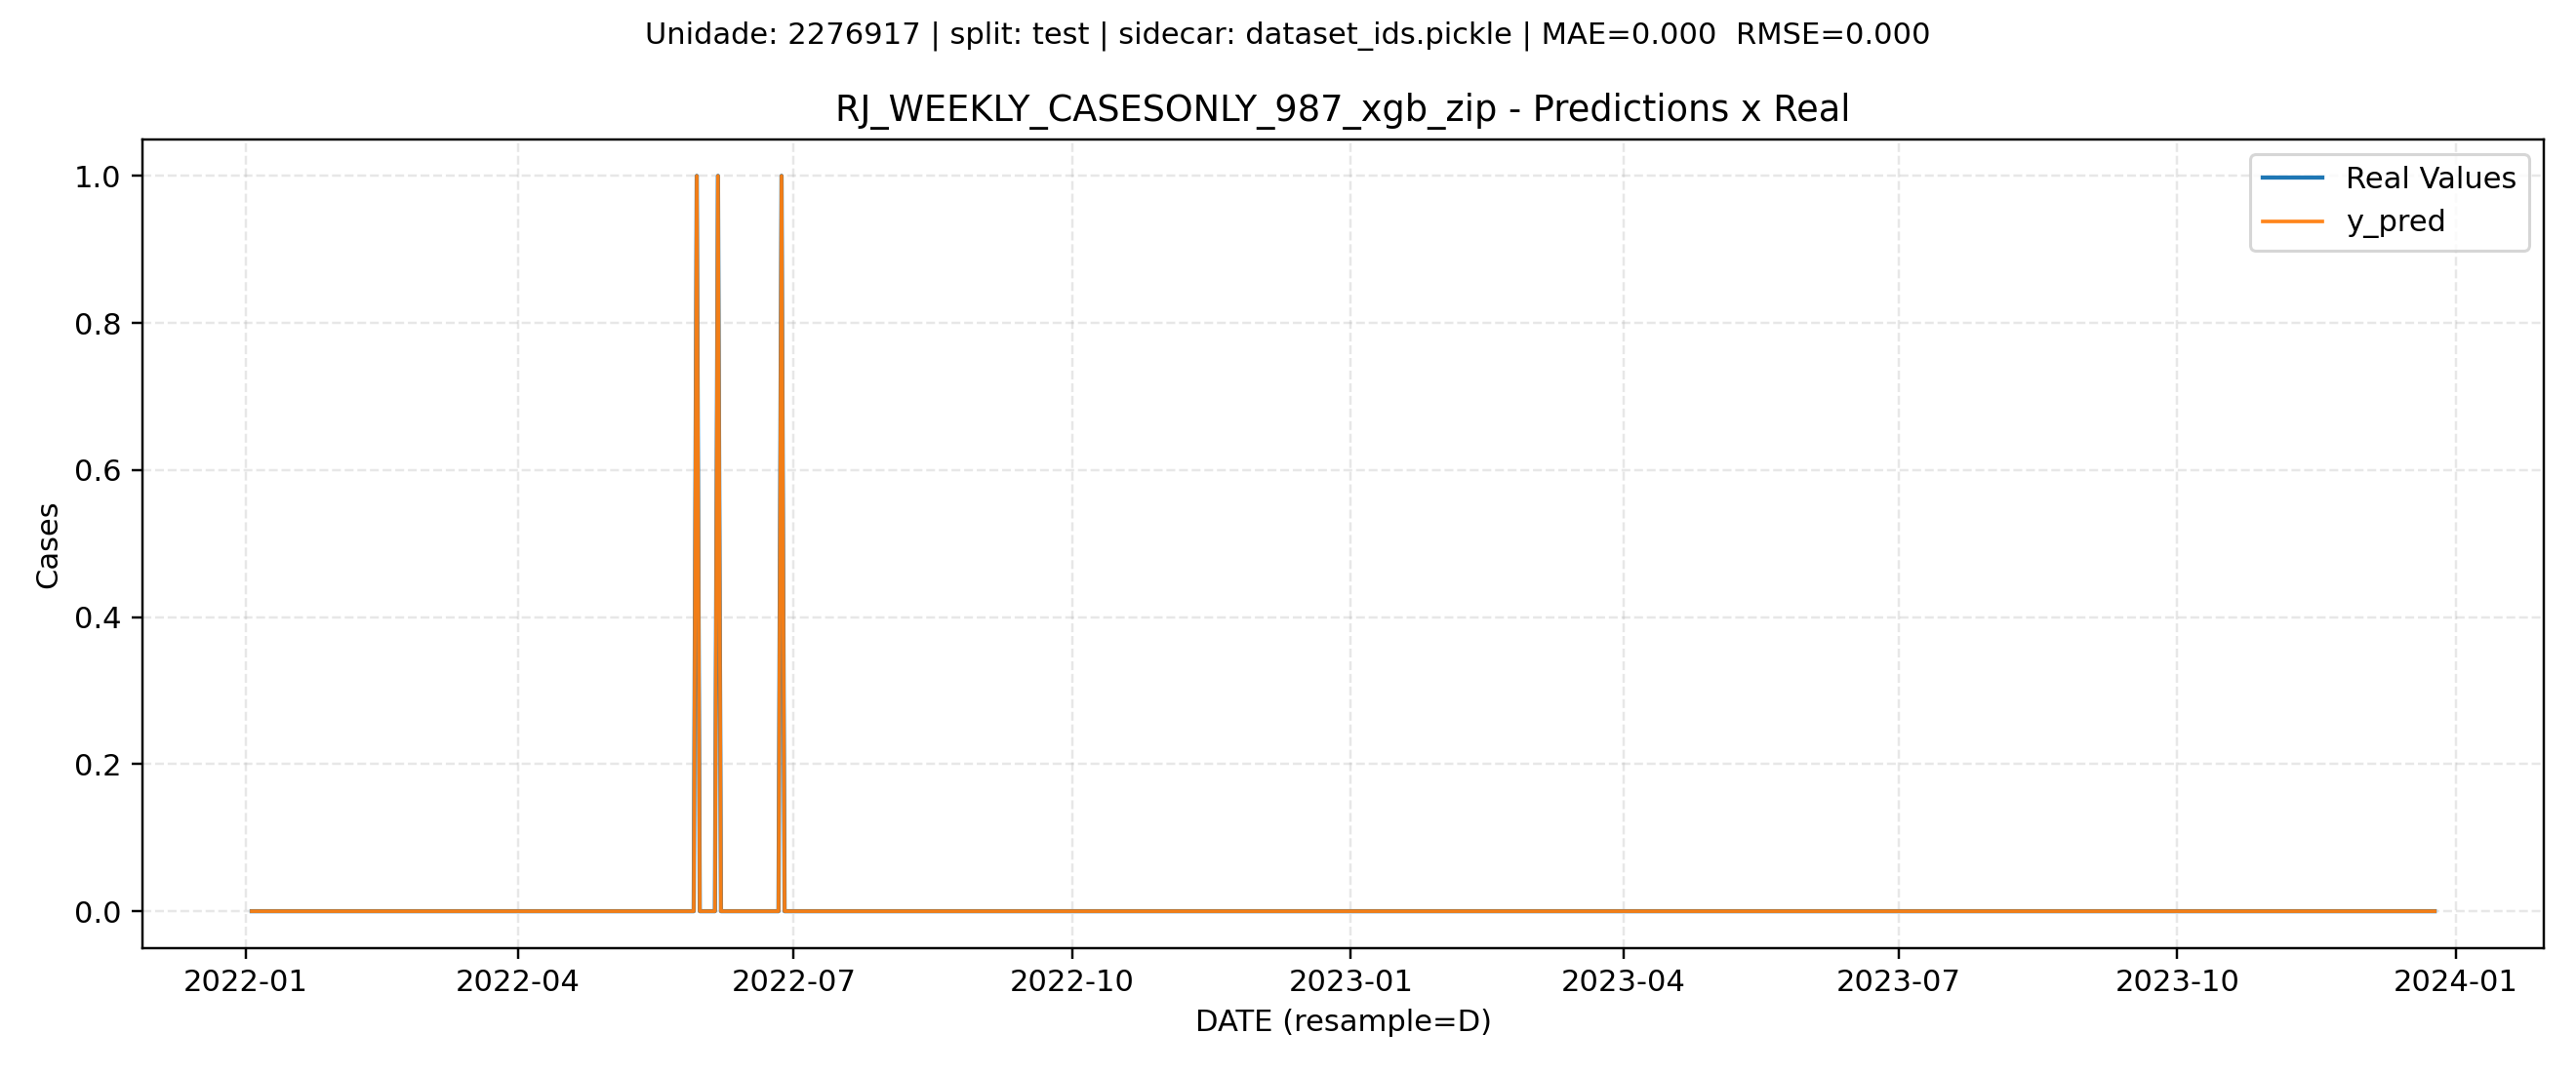 Unidade: 2276917 | split: test | sidecar: dataset_ids.pickle | MAE=0.000  RMSE=0.000
RJ_WEEKLY_CASESONLY_987_xgb_zip - Predictions x Real
Real Values
y_pred
1.0
0.8
0.6
0.4
0.2
0.0
Cases
2022-01 2022-04 2022-07 2022-10 2023-01 2023-04 2023-07 2023-10 2024-01
DATE (resample=D)